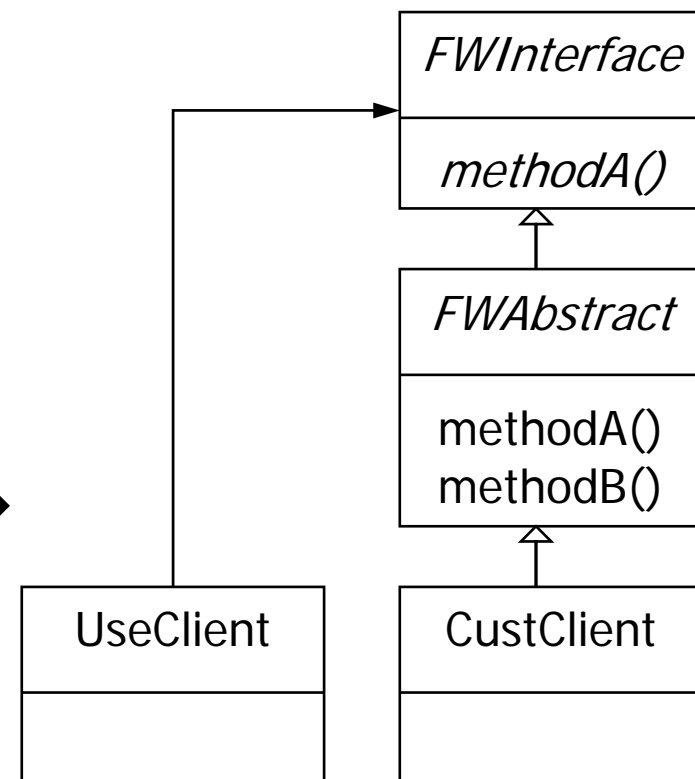 FWInterface
methodA()
FWAbstract
methodA()
methodB()
UseClient
CustClient